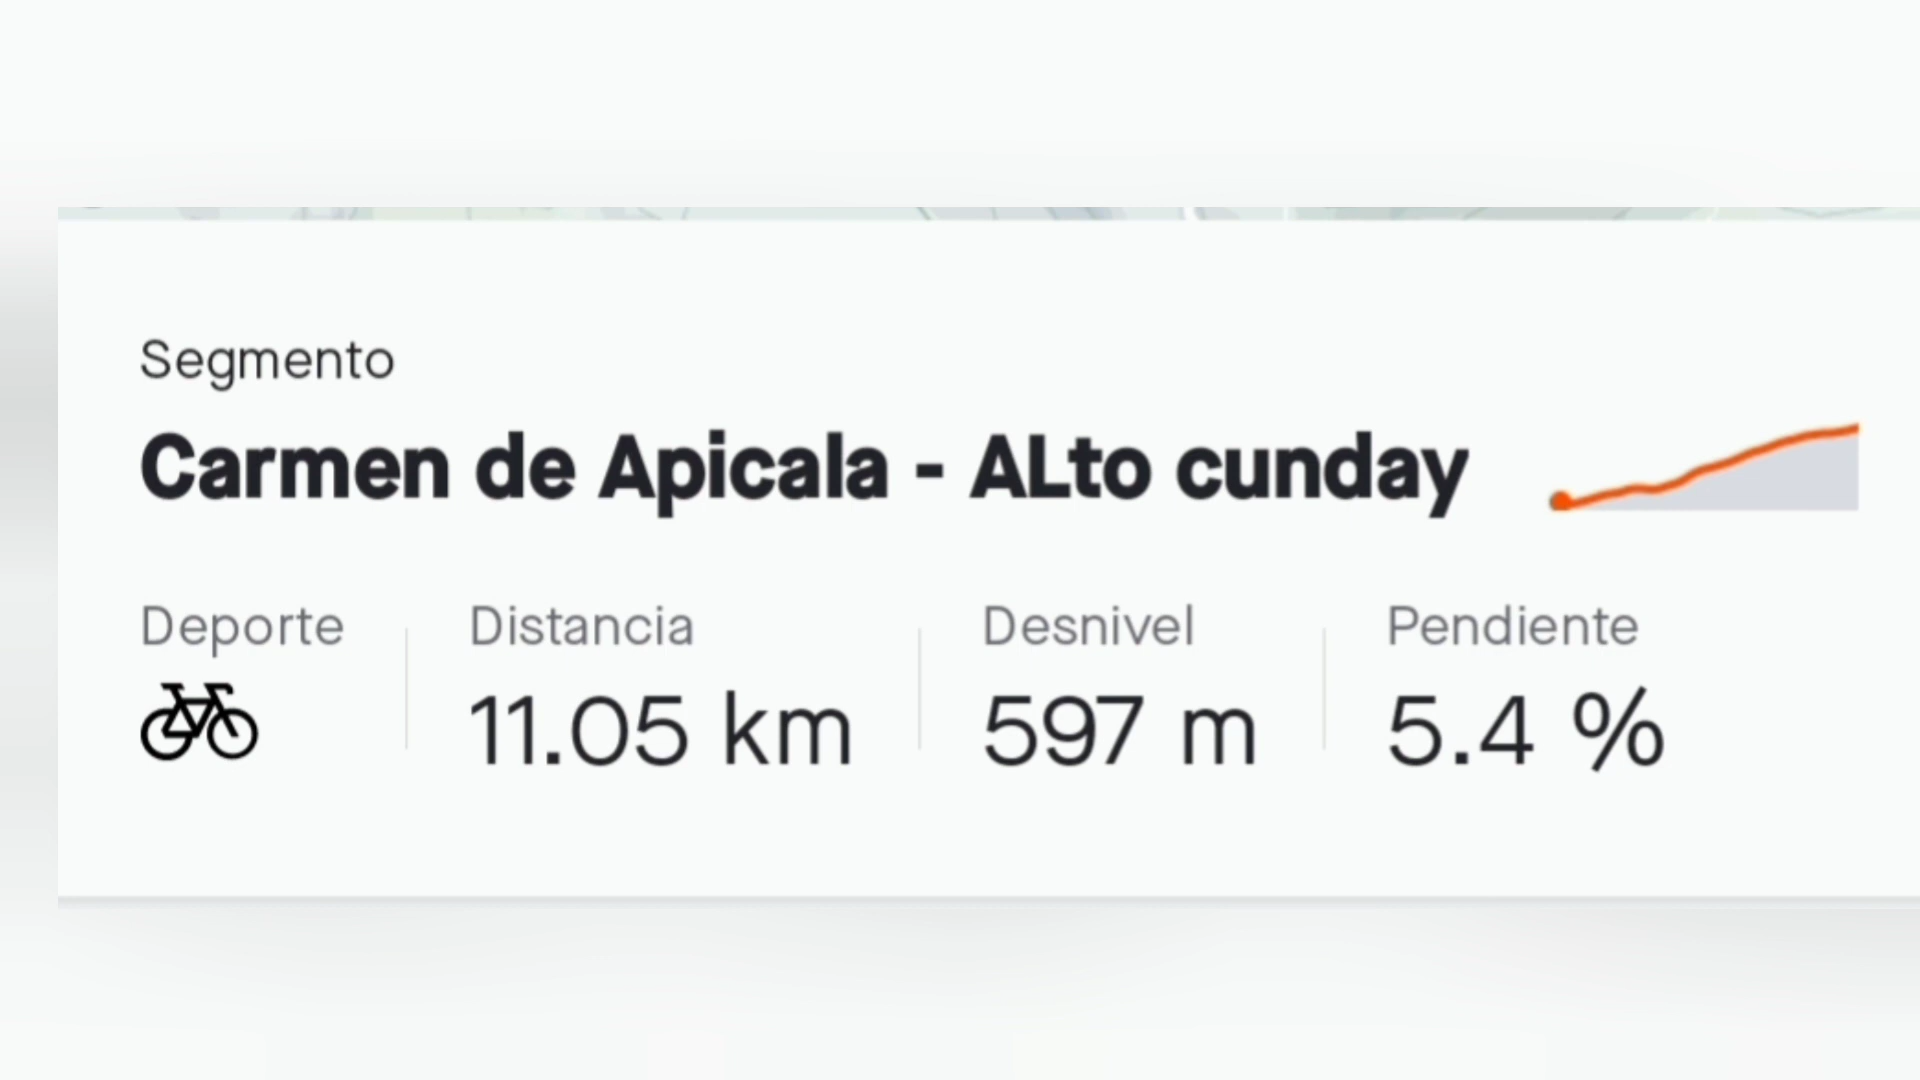 Segmento
Carmen de Apicala - ALto cunday
Deporte Distancia Desnivel Pendiente
11.05 km 597 m 5.4 %